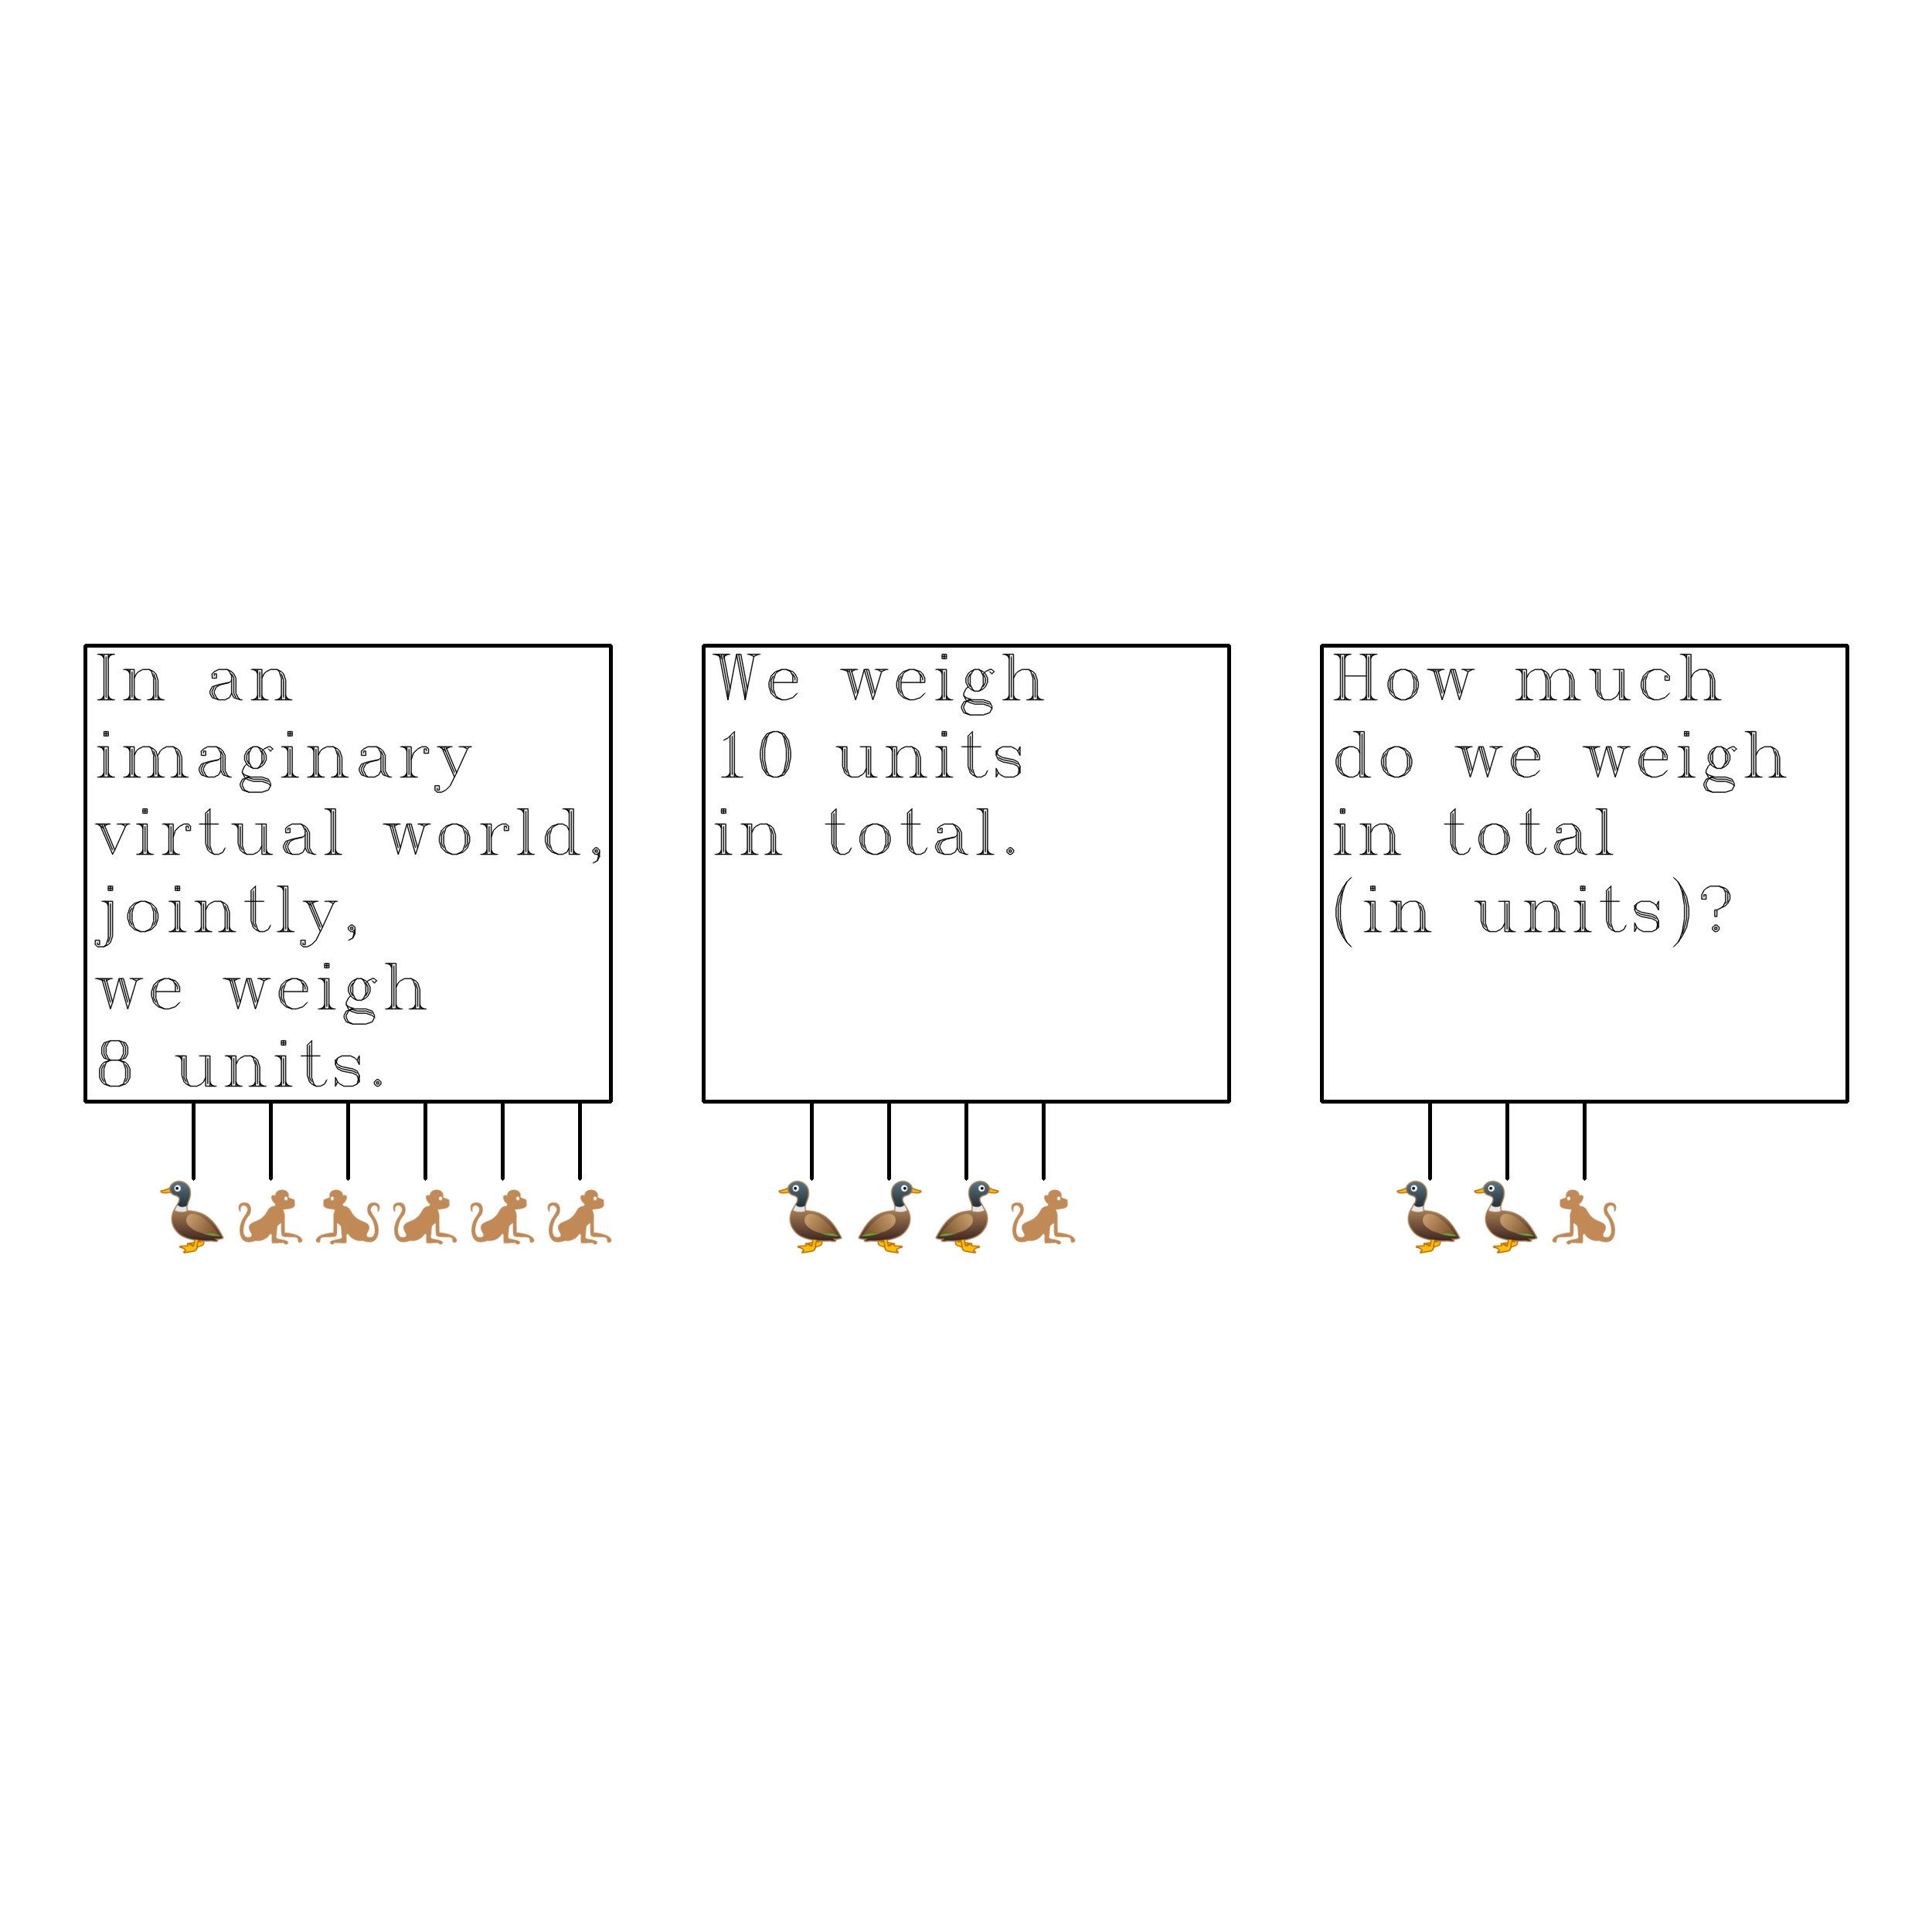 In an
imaginary
virtual world,
jointly,
we weigh
8 units.
We weigh
10 units
in total.
How much
do we weigh
in total
(in units)?